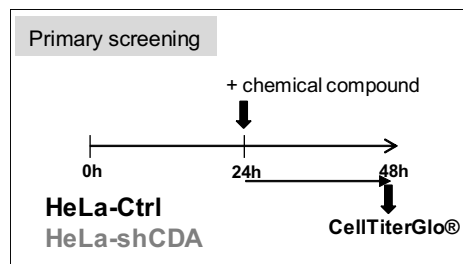 Primary screening
+ chemical compound
0h 24h 48h
HeLa-Ctrl
HeLa-shCDA
CellTiterGlo®